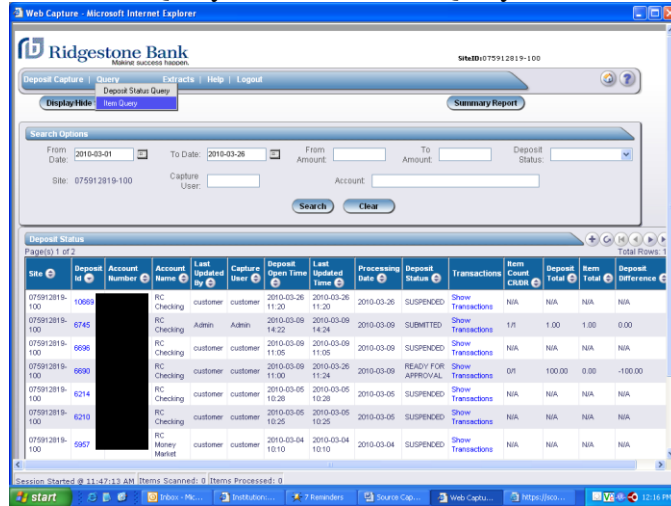 Web Capture - Microsoft Internet Explorer
Ridgestone Bank
Making success happen.
SiteID:075912819-100
Deposit Capture | Query Extracts | Help | Logout
Deposit Status Query
Display/Hide Item Query Summary Report
Search Options
From Date: 2010-03-01 To Date: 2010-03-26 From Amount: To Amount: Deposit Status:
Site: 075912819-100 Capture User: Account:
Search Clear
Deposit Status
Page(s) 1 of 2 Total Rows: 1
Site Deposit Id Account Number Account Name Last Updated By Capture User Deposit Open Time Last Updated Time Processing Date Deposit Status Transactions Item Count CR/DR Deposit Total Item Total Deposit Difference
075912819-100 10669 RC Checking customer customer 2010-03-26 11:20 2010-03-26 11:20 2010-03-26 SUSPENDED Show Transactions N/A N/A N/A N/A
075912819-100 6745 RC Checking Admin Admin 2010-03-09 14:22 2010-03-09 14:24 2010-03-09 SUBMITTED Show Transactions 1/1 1.00 1.00 0.00
075912819-100 6696 RC Checking customer customer 2010-03-09 11:05 2010-03-09 11:05 2010-03-09 SUSPENDED Show Transactions N/A N/A N/A N/A
075912819-100 6690 RC Checking customer customer 2010-03-09 11:00 2010-03-26 11:24 2010-03-09 READY FOR APPROVAL Show Transactions 0/1 100.00 0.00 -100.00
075912819-100 6214 RC Checking customer customer 2010-03-05 10:28 2010-03-05 10:28 2010-03-05 SUSPENDED Show Transactions N/A N/A N/A N/A
075912819-100 6210 RC Checking customer customer 2010-03-05 10:25 2010-03-05 10:25 2010-03-05 SUSPENDED Show Transactions N/A N/A N/A N/A
075912819-100 5957 RC Money Market customer customer 2010-03-04 10:10 2010-03-04 10:10 2010-03-04 SUSPENDED Show Transactions N/A N/A N/A N/A
Session Started @ 11:47:13 AM Items Scanned: 0 Items Processed: 0
start Inbox - Mic... Institution:... 7 Reminders Source Cap... Web Captu... https://sco... 12:16 PM